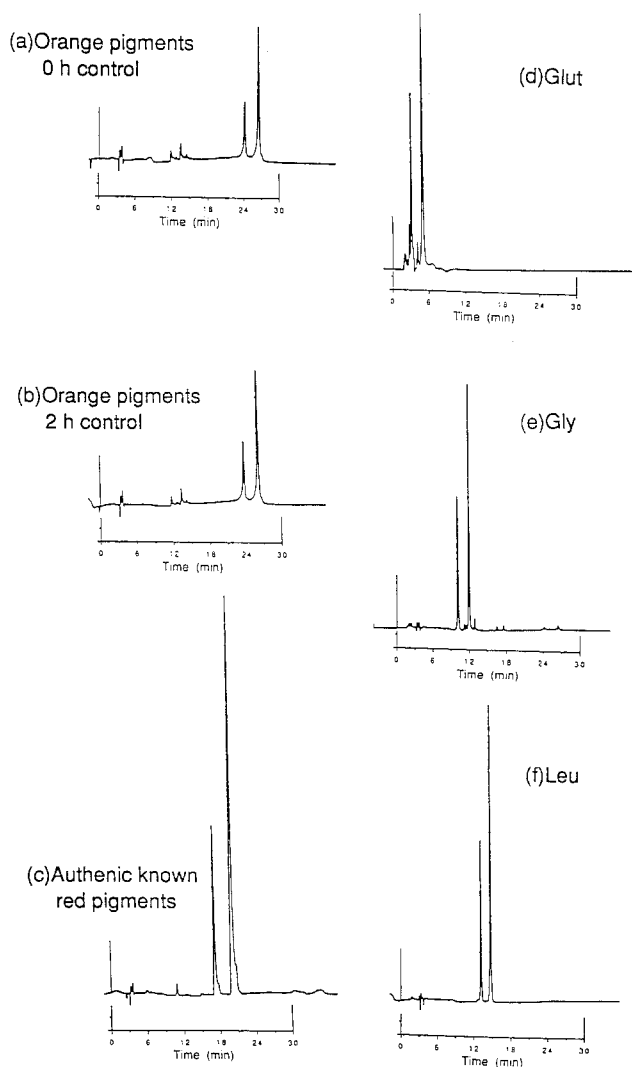 (a)Orange pigments
0 h control
0 6 12 18 24 30
Time (min)
(b)Orange pigments
2 h control
0 6 12 18 24 30
Time (min)
(c)Authenic known
red pigments
0 6 12 18 24 30
Time (min)
(d)Glut
0 6 12 18 24 30
Time (min)
(e)Gly
0 6 12 18 24 30
Time (min)
(f)Leu
0 6 12 18 24 30
Time (min)